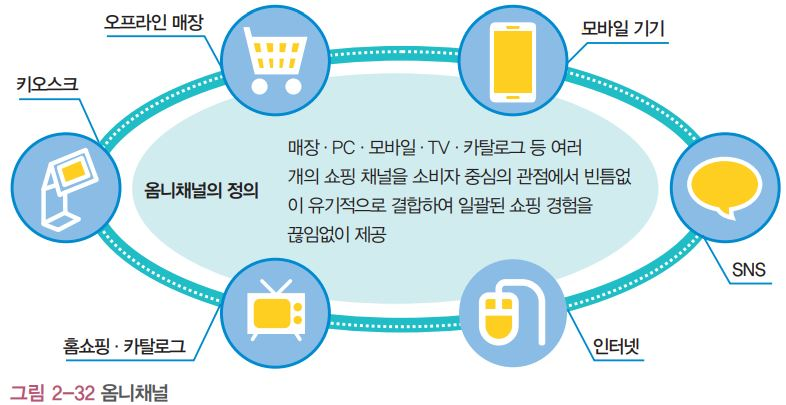 오프라인 매장
모바일 기기
키오스크
옴니채널의 정의
매장 · PC · 모바일 · TV · 카탈로그 등 여러
개의 쇼핑 채널을 소비자 중심의 관점에서 빈틈없
이 유기적으로 결합하여 일괄된 쇼핑 경험을
끊임없이 제공
SNS
홈쇼핑 · 카탈로그
인터넷
그림 2-32 옴니채널